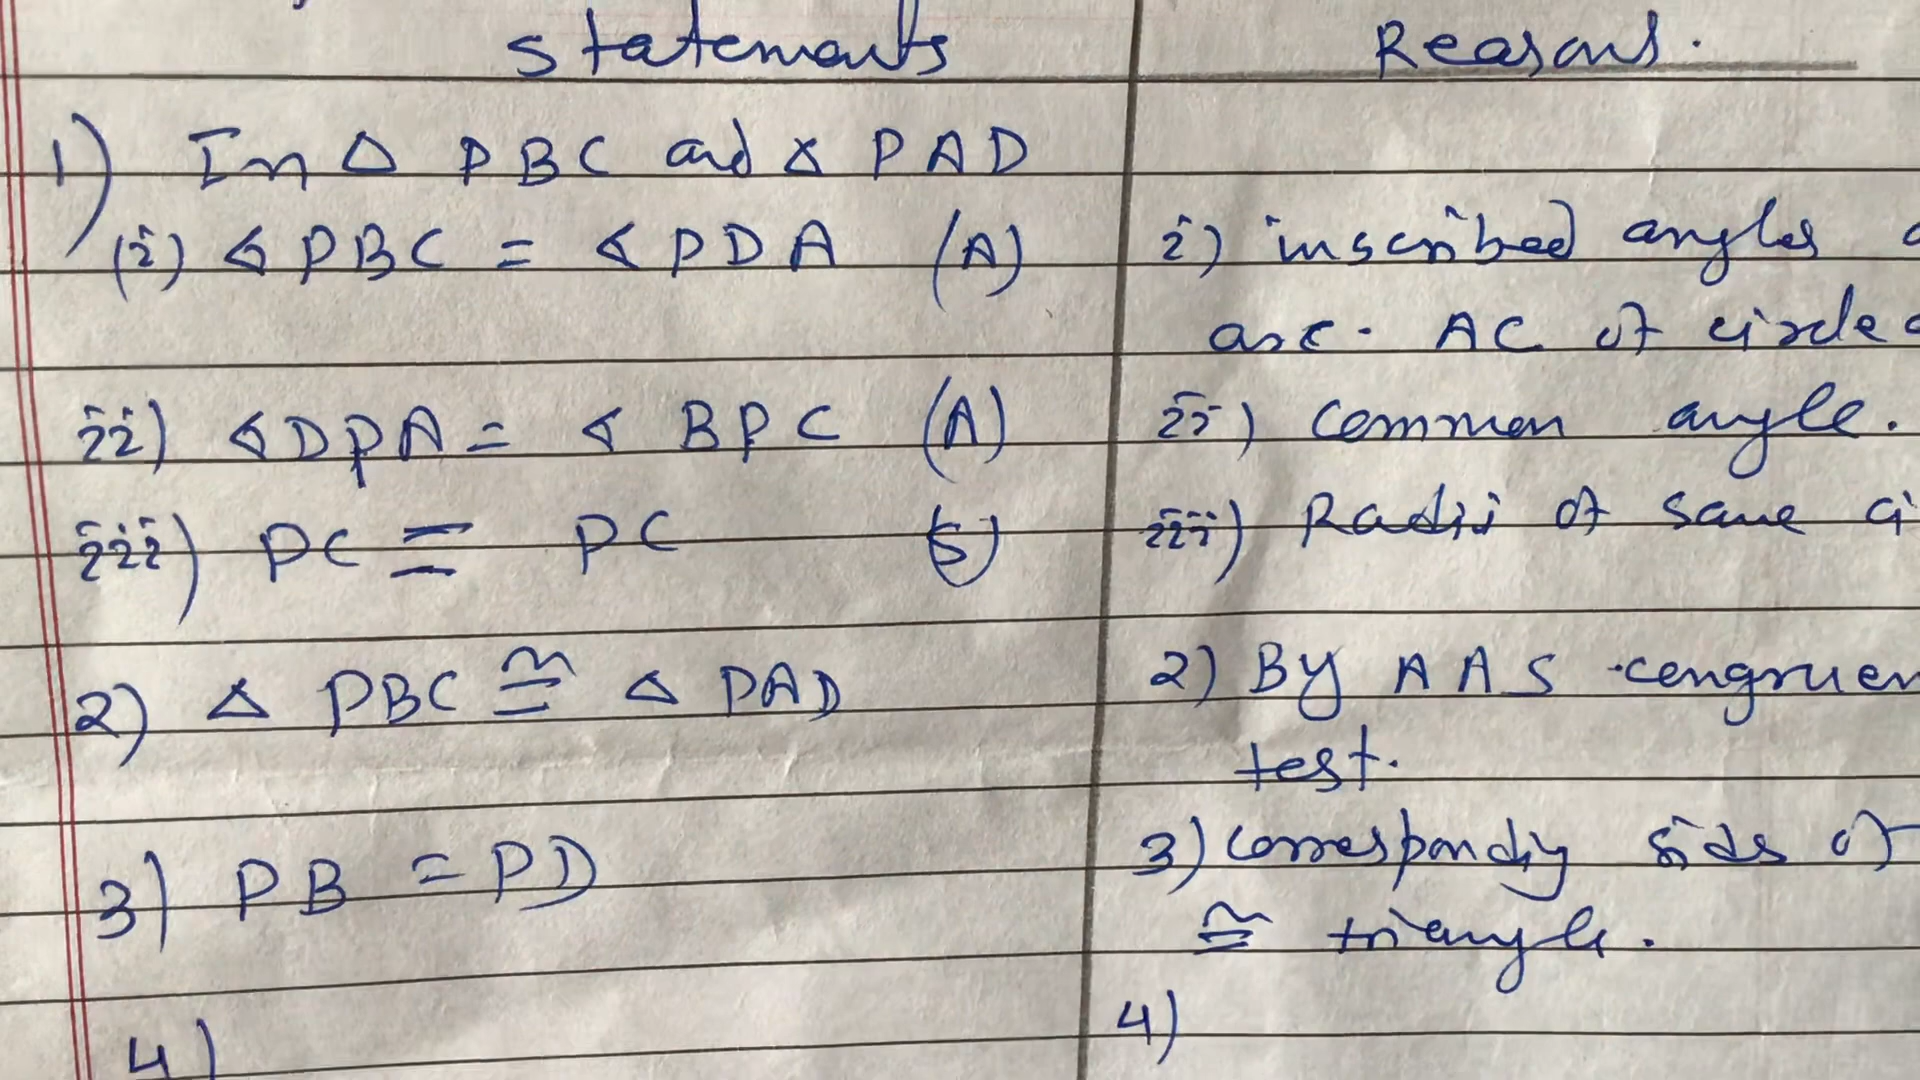 Statements Reasons.
1) In △ PBC and △ PAD
(i) ∢ PBC = ∢ PDA (A) i) inscribed angles
arc. AC of circle
ii) ∢ DPA = ∢ BPC (A) ii) common angle.
iii) PC = PC (S) iii) Radii of same
2) △ PBC ≅ △ PAD 2) By AAS congruen
test.
3) PB = PD 3) correspondig sids of
≅ triangle.
4) 4)